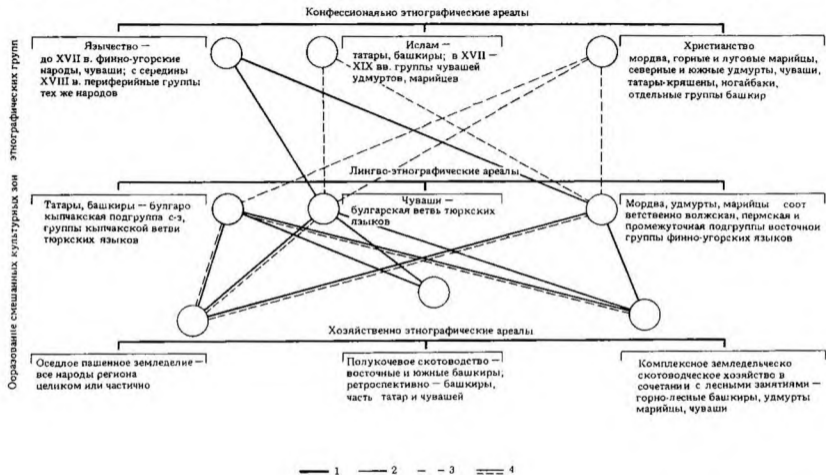 Конфессионально этнографические ареалы
Язычество —
до XVII в. финно-угорские
народы, чуваши; с середины
XVIII в. периферийные группы
тех же народов
Ислам —
татары, башкиры; в XVII —
XIX вв. группы чувашей
удмуртов, марийцев
Христианство
мордва, горные и луговые марийцы,
северные и южные удмурты, чуваши,
татары-кряшены, ногайбаки,
отдельные группы башкир
этнографических групп
Лингво-этнографические ареалы
Татары, башкиры — булгаро
кыпчакская подгруппа с-з,
группы кыпчакской ветви
тюркских языков
Чуваши —
булгарская ветвь тюркских
языков
Мордва, удмурты, марийцы соот
ветственно волжская, пермская и
промежуточная подгруппы восточной
группы финно-угорских языков
Образование смешанных культурных зон
Хозяйственно этнографические ареалы
Оседлое пашенное земледелие —
все народы региона
целиком или частично
Полукочевое скотоводство —
восточные и южные башкиры;
ретроспективно — башкиры,
часть татар и чувашей
Комплексное земледельческо
скотоводческое хозяйство в
сочетании с лесными занятиями —
горно-лесные башкиры, удмурты
марийцы, чуваши
1 2 3 4